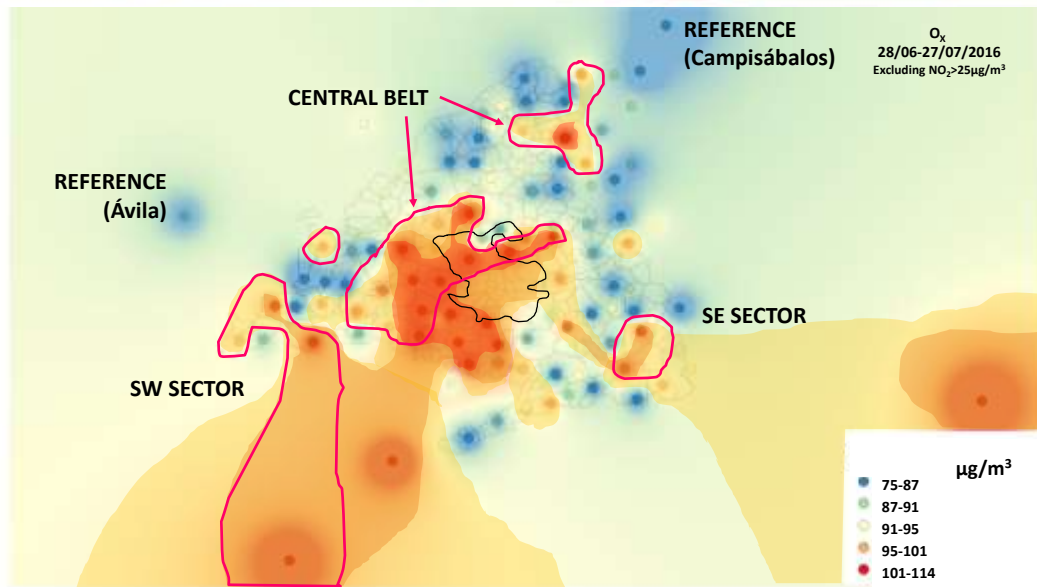 REFERENCE
(Campisábalos)
Oₓ
28/06-27/07/2016
Excluding NO₂>25µg/m³
CENTRAL BELT
REFERENCE
(Ávila)
SE SECTOR
SW SECTOR
µg/m³
75-87
87-91
91-95
95-101
101-114